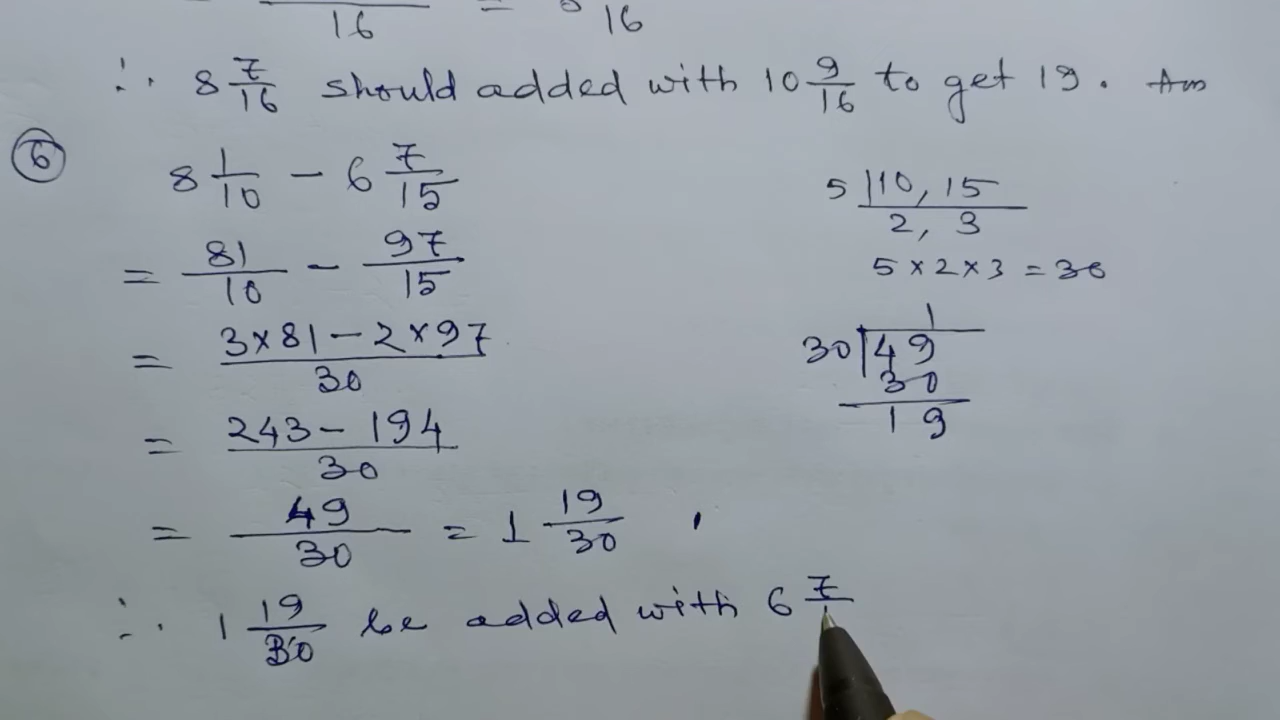 16 = 16
∴ 8 7/16 should added with 10 9/16 to get 19. Ans
6
8 1/10 - 6 7/15
= 81/10 - 97/15
= 3×81-2×97/30
= 243-194/30
= 49/30 = 1 19/30
∴ 1 19/30 be added with 6 7/
5 10, 15
2, 3
5×2×3=30
1
30 49
30
19